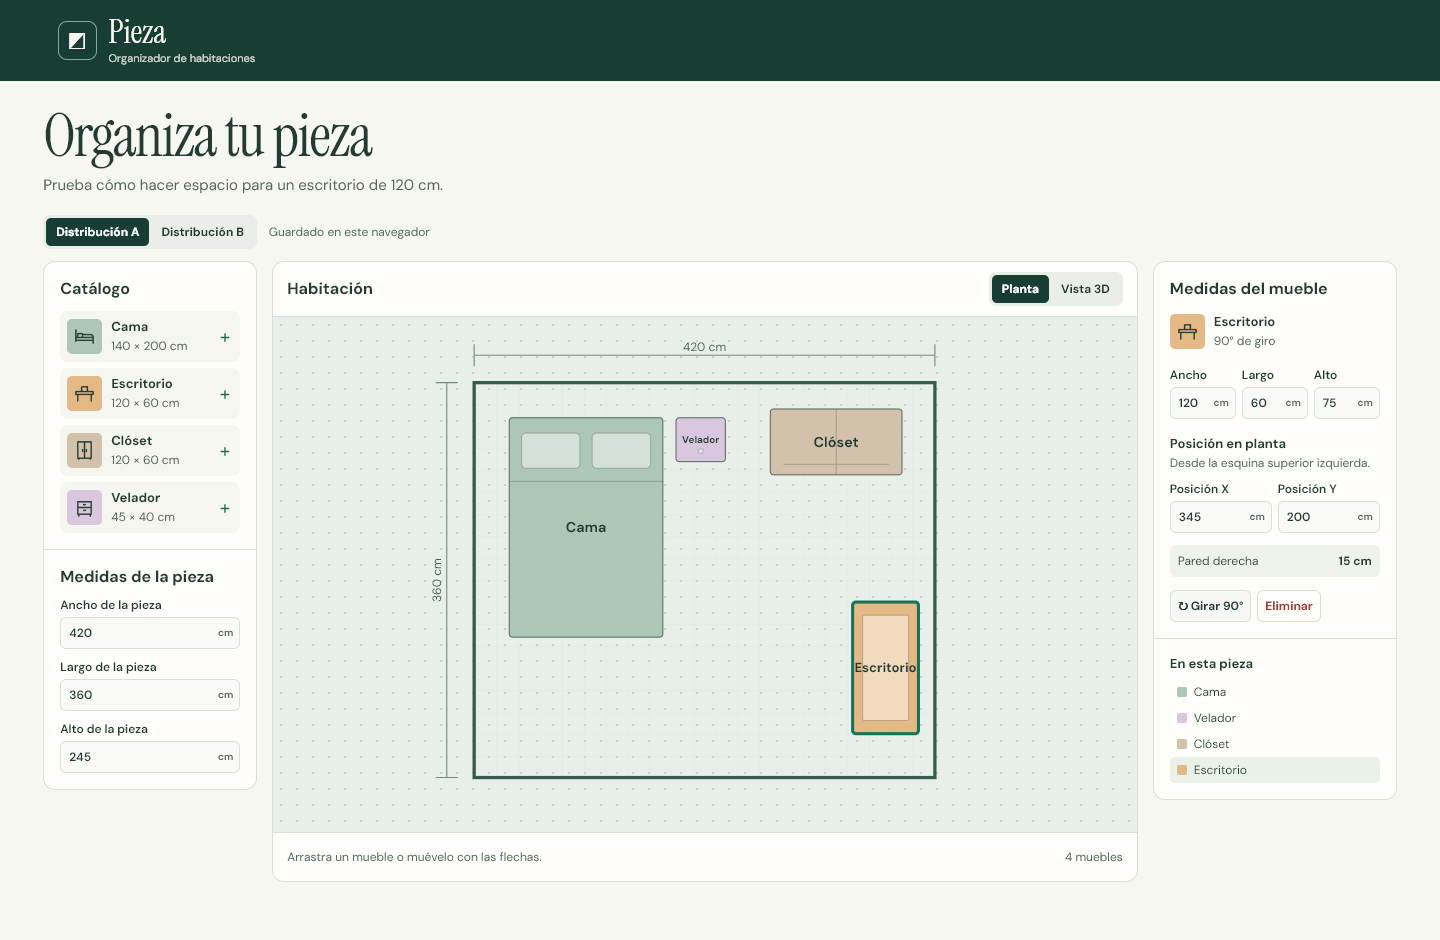 Pieza
Organizador de habitaciones
Organiza tu pieza
Prueba cómo hacer espacio para un escritorio de 120 cm.
Distribución A
Distribución B
Guardado en este navegador
Catálogo
Cama
140 × 200 cm
+
Escritorio
120 × 60 cm
+
Clóset
120 × 60 cm
+
Velador
45 × 40 cm
+
Medidas de la pieza
Ancho de la pieza
420 cm
Largo de la pieza
360 cm
Alto de la pieza
245 cm
Habitación
Planta
Vista 3D
420 cm
360 cm
Cama
Velador
Clóset
Escritorio
Arrastra un mueble o muévelo con las flechas.
4 muebles
Medidas del mueble
Escritorio
90° de giro
Ancho Largo Alto
120 cm 60 cm 75 cm
Posición en planta
Desde la esquina superior izquierda.
Posición X Posición Y
345 cm 200 cm
Pared derecha 15 cm
↻ Girar 90°
Eliminar
En esta pieza
Cama
Velador
Clóset
Escritorio